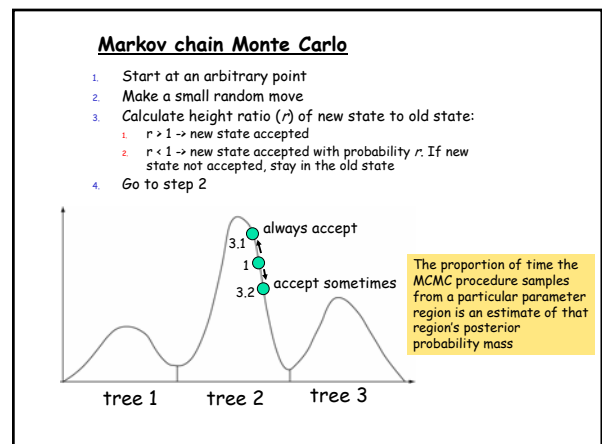 Markov chain Monte Carlo
1. Start at an arbitrary point
2. Make a small random move
3. Calculate height ratio (r) of new state to old state:
1. r > 1 -> new state accepted
2. r < 1 -> new state accepted with probability r. If new
state not accepted, stay in the old state
4. Go to step 2
always accept
3.1
1
accept sometimes
3.2
The proportion of time the
MCMC procedure samples
from a particular parameter
region is an estimate of that
region's posterior
probability mass
tree 1
tree 2
tree 3